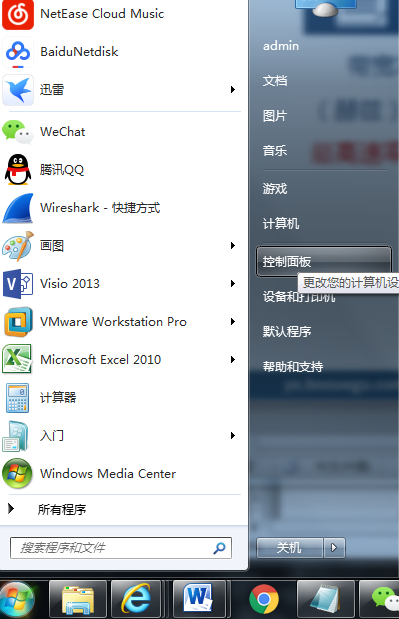 NetEase Cloud Music
BaiduNetdisk
迅雷
WeChat
腾讯QQ
Wireshark - 快捷方式
画图
Visio 2013
VMware Workstation Pro
Microsoft Excel 2010
计算器
入门
Windows Media Center
所有程序
搜索程序和文件
admin
文档
图片
音乐
游戏
计算机
控制面板
更改您的计算机设
设备和打印机
默认程序
帮助和支持
关机